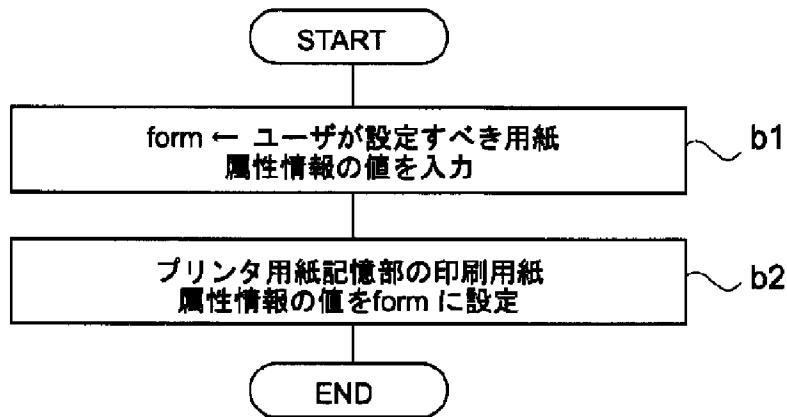 START
form ← ユーザが設定すべき用紙
属性情報の値を入力
b1
プリンタ用紙記憶部の印刷用紙
属性情報の値をform に設定
b2
END